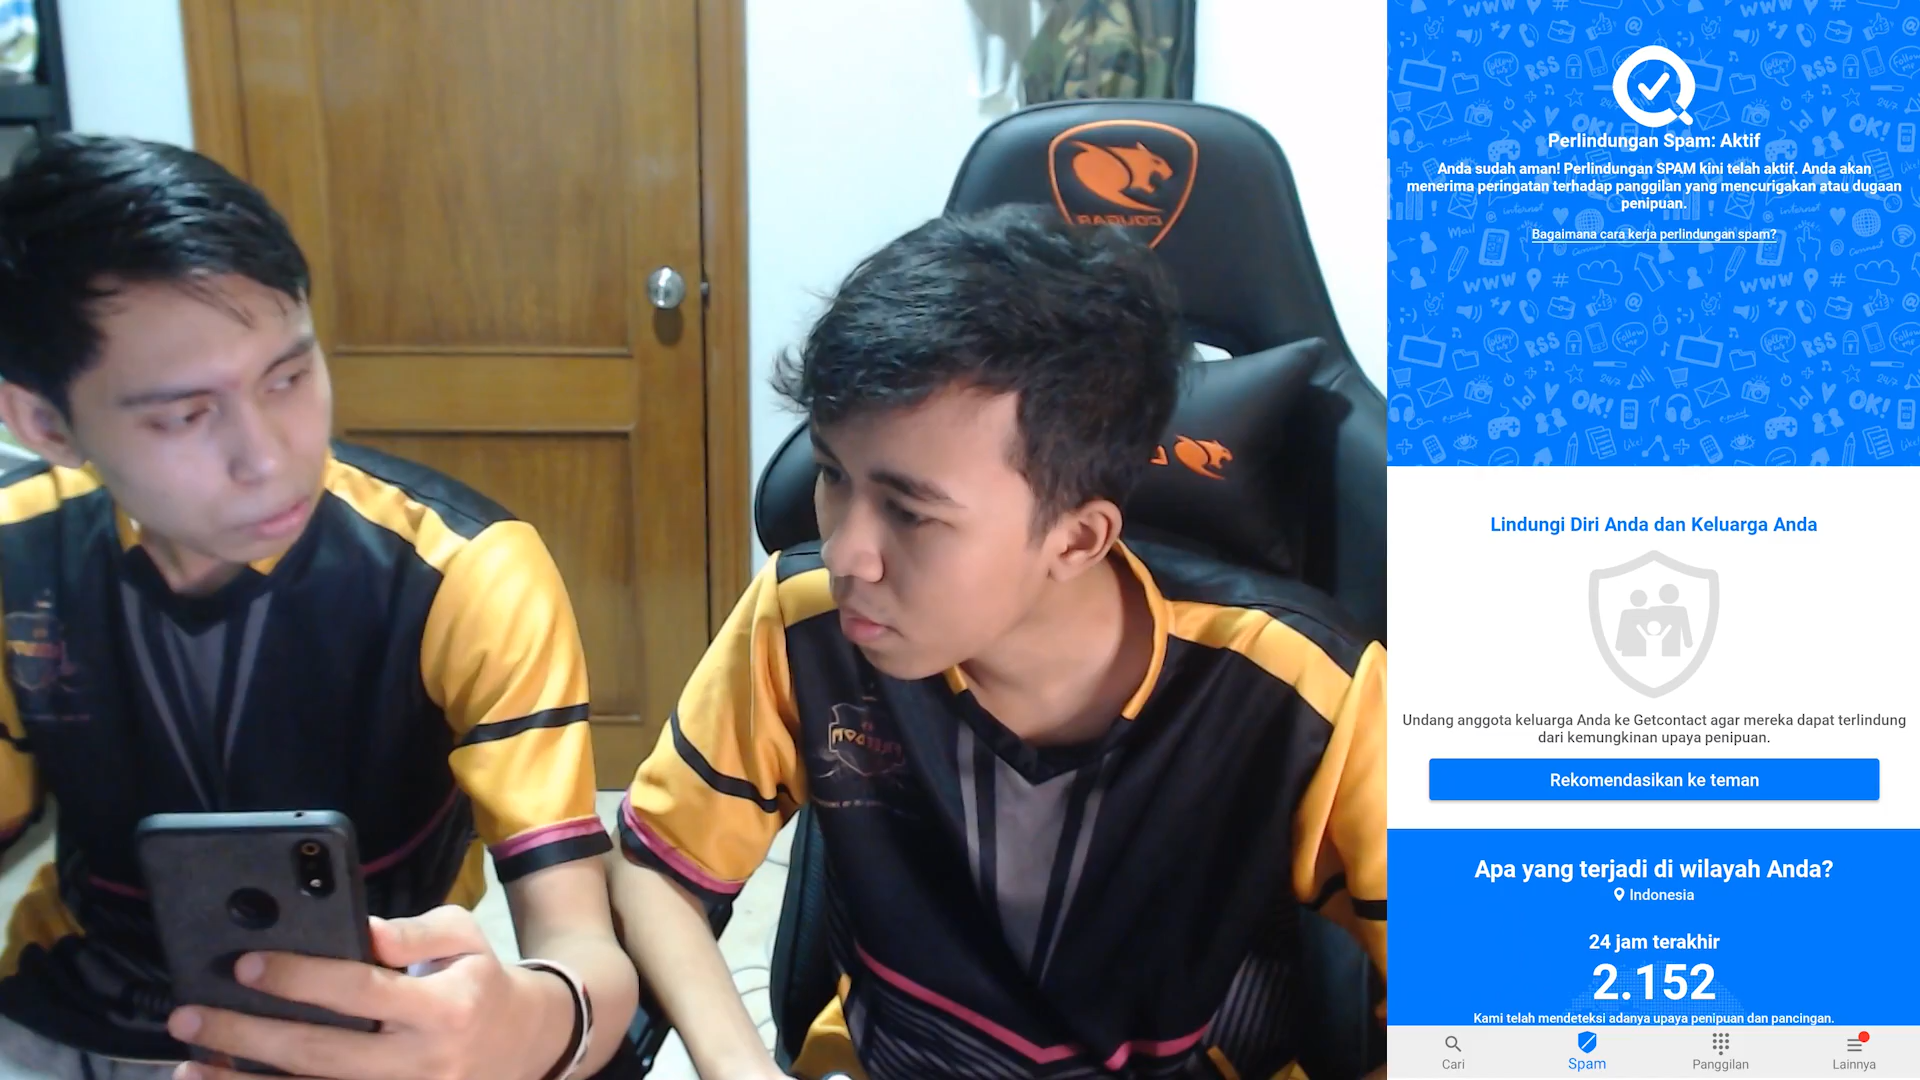 COUGAR
FREEDOM
Perlindungan Spam: Aktif
Anda sudah aman! Perlindungan SPAM kini telah aktif. Anda akan
menerima peringatan terhadap panggilan yang mencurigakan atau dugaan
penipuan.
Bagaimana cara kerja perlindungan spam?
Lindungi Diri Anda dan Keluarga Anda
Undang anggota keluarga Anda ke Getcontact agar mereka dapat terlindung
dari kemungkinan upaya penipuan.
Rekomendasikan ke teman
Apa yang terjadi di wilayah Anda?
Indonesia
24 jam terakhir
2.152
Kami telah mendeteksi adanya upaya penipuan dan pancingan.
Cari
Spam
Panggilan
Lainnya